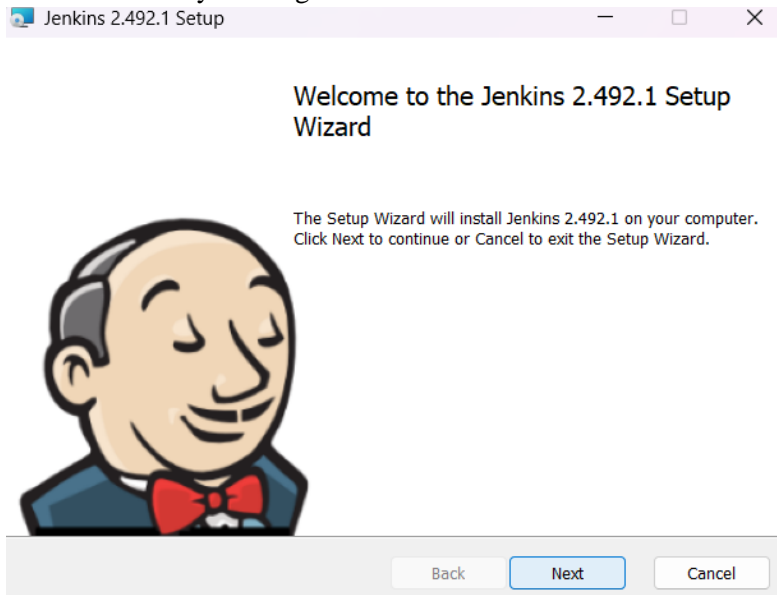 Jenkins 2.492.1 Setup
Welcome to the Jenkins 2.492.1 Setup
Wizard
The Setup Wizard will install Jenkins 2.492.1 on your computer.
Click Next to continue or Cancel to exit the Setup Wizard.
Back Next Cancel